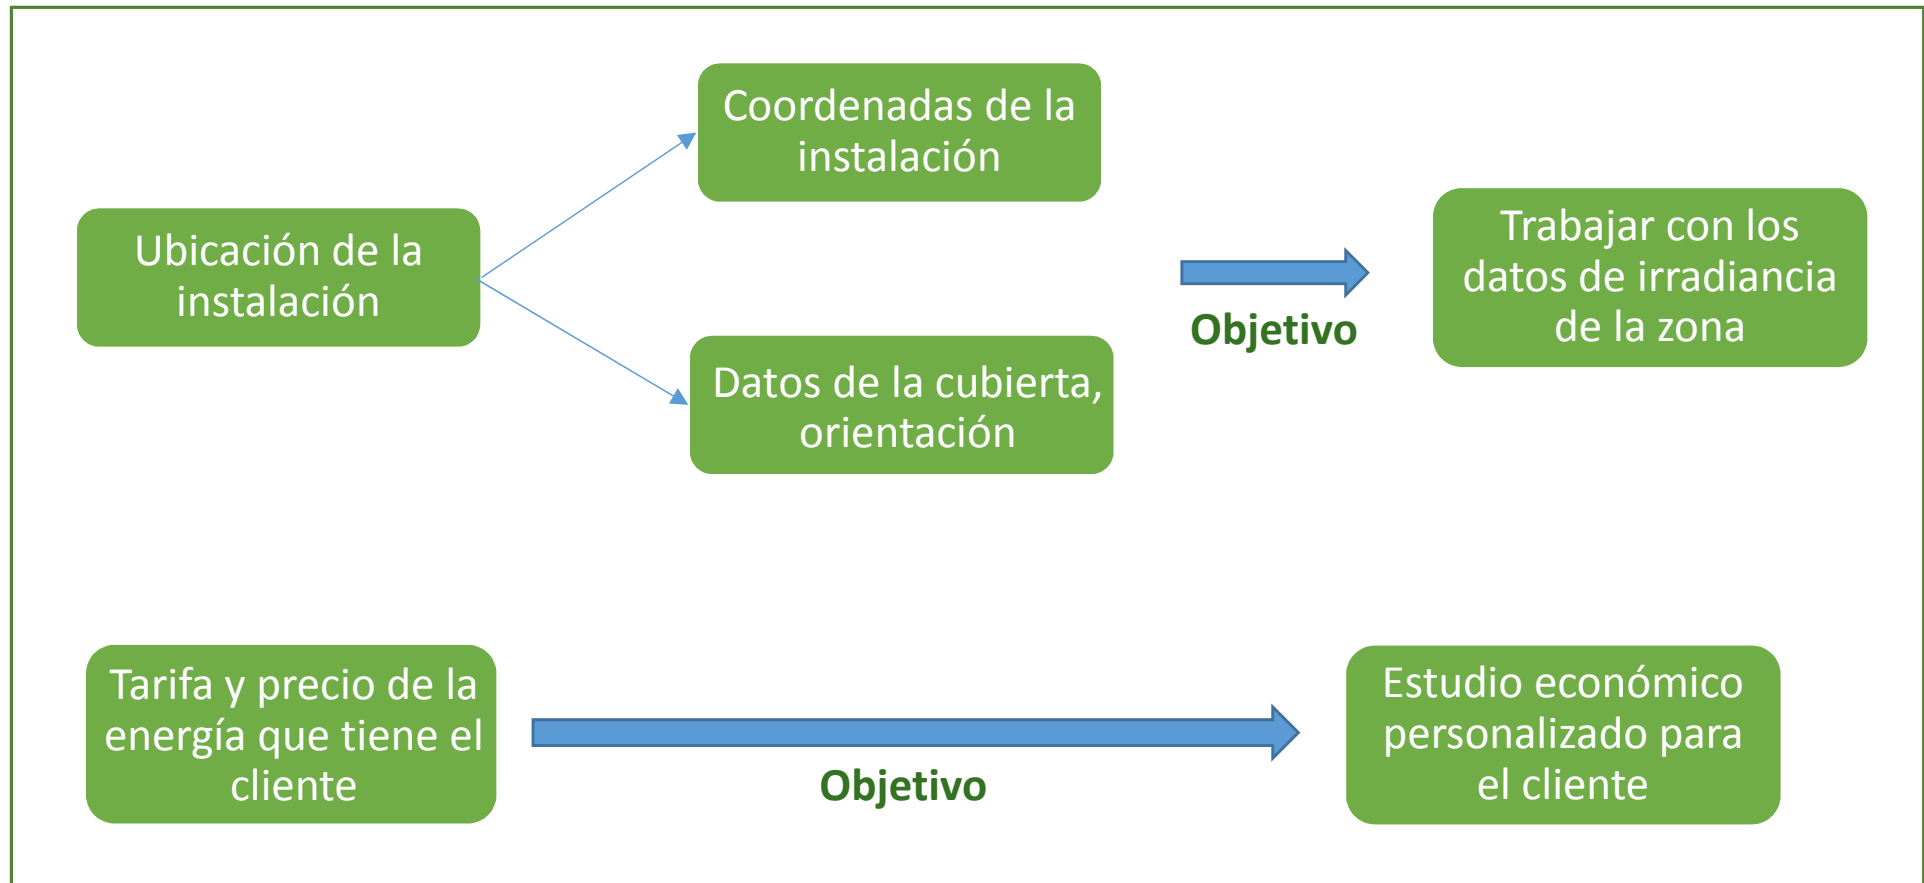 Coordenadas de la
instalación
Ubicación de la
instalación
Datos de la cubierta,
orientación
Objetivo
Trabajar con los
datos de irradiancia
de la zona
Tarifa y precio de la
energía que tiene el
cliente
Objetivo
Estudio económico
personalizado para
el cliente